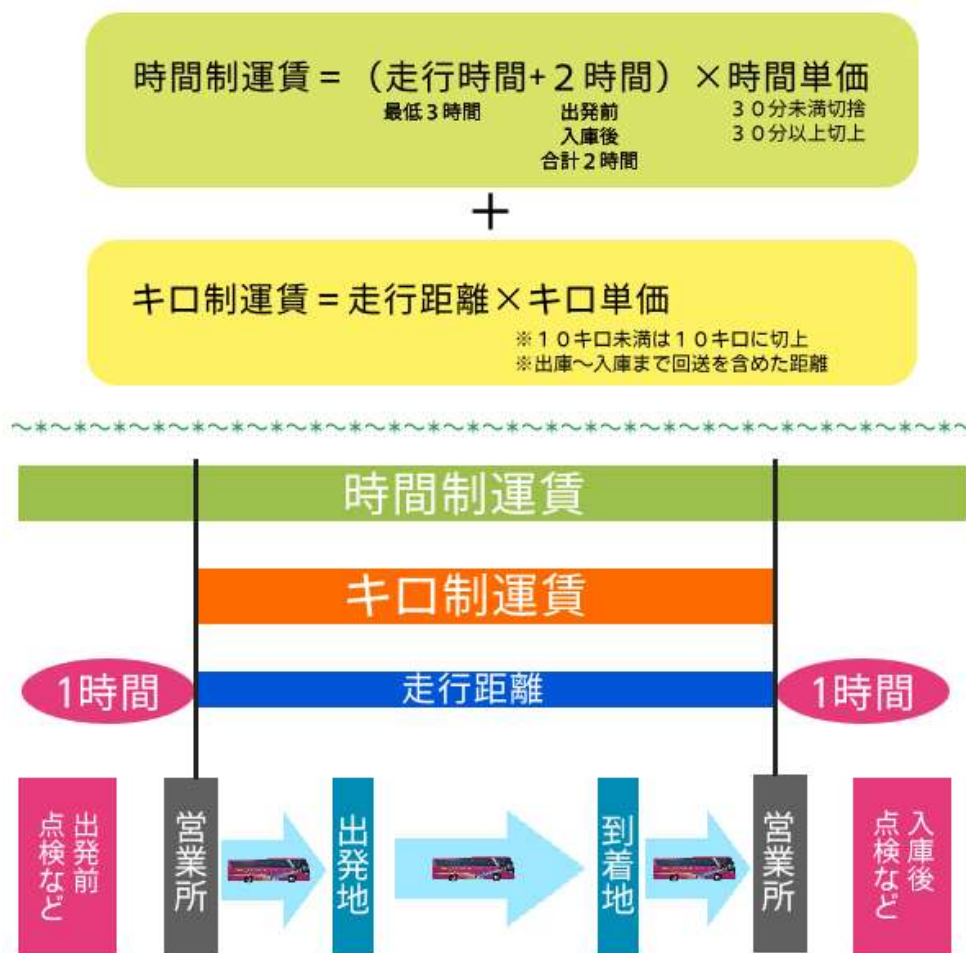 時間制運賃＝（走行時間+２時間）×時間単価
最低３時間
出発前
入庫後
合計２時間
３０分未満切捨
３０分以上切上
＋
キロ制運賃＝走行距離×キロ単価
※１０キロ未満は１０キロに切上
※出庫～入庫まで回送を含めた距離
～*～*～*～*～*～*～*～*～*～*～*～*～*～*～*～*～*～*～*～*～*～*～*～*～
時間制運賃
キロ制運賃
1時間
走行距離
1時間
出発前
点検など
営業所
出発地
到着地
営業所
入庫後
点検など